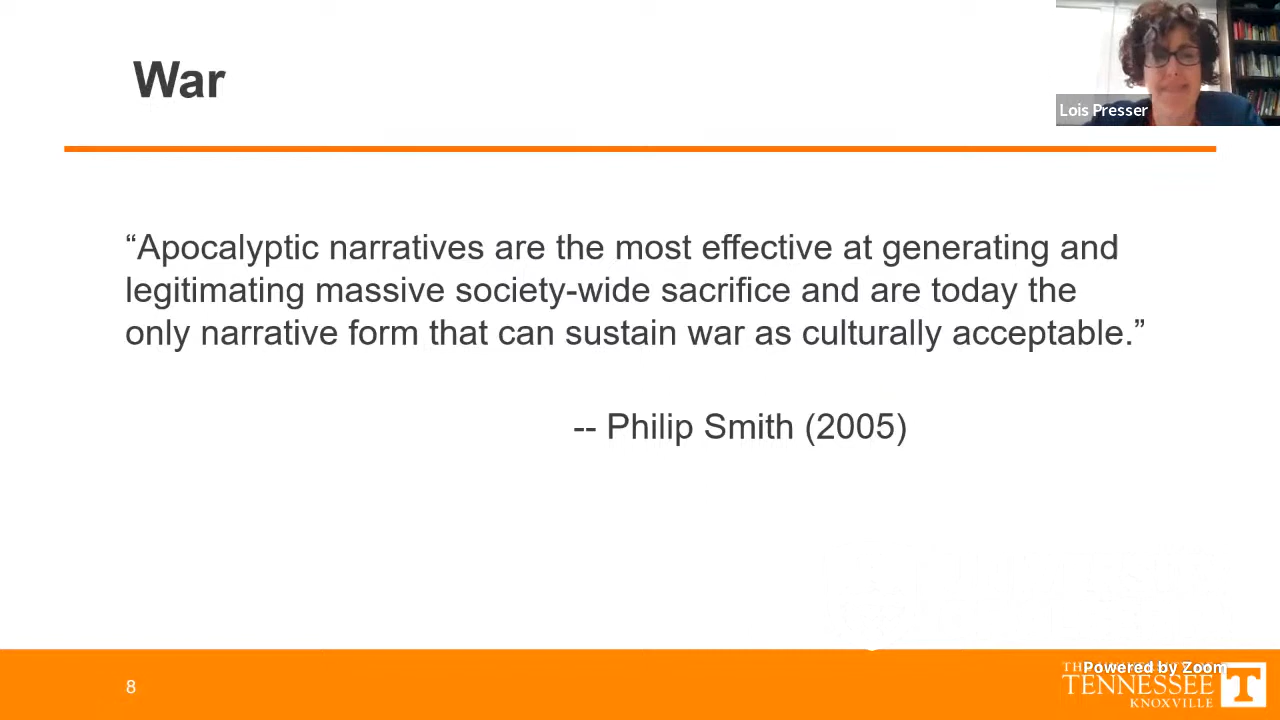 War
Lois Presser
“Apocalyptic narratives are the most effective at generating and
legitimating massive society-wide sacrifice and are today the
only narrative form that can sustain war as culturally acceptable.”
-- Philip Smith (2005)
8
Powered by Zoom
TENNESSEE
KNOXVILLE
T